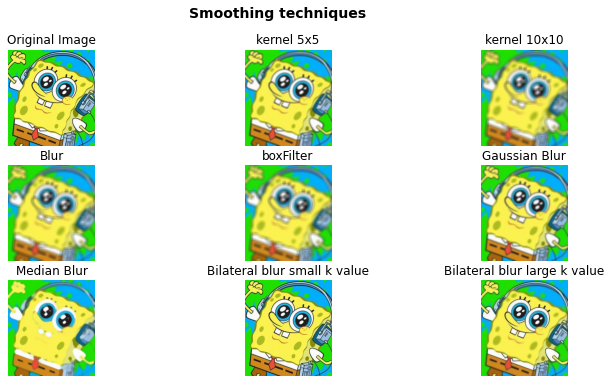 Smoothing techniques
Original Image
kernel 5x5
kernel 10x10
Blur
boxFilter
Gaussian Blur
Median Blur
Bilateral blur small k value
Bilateral blur large k value